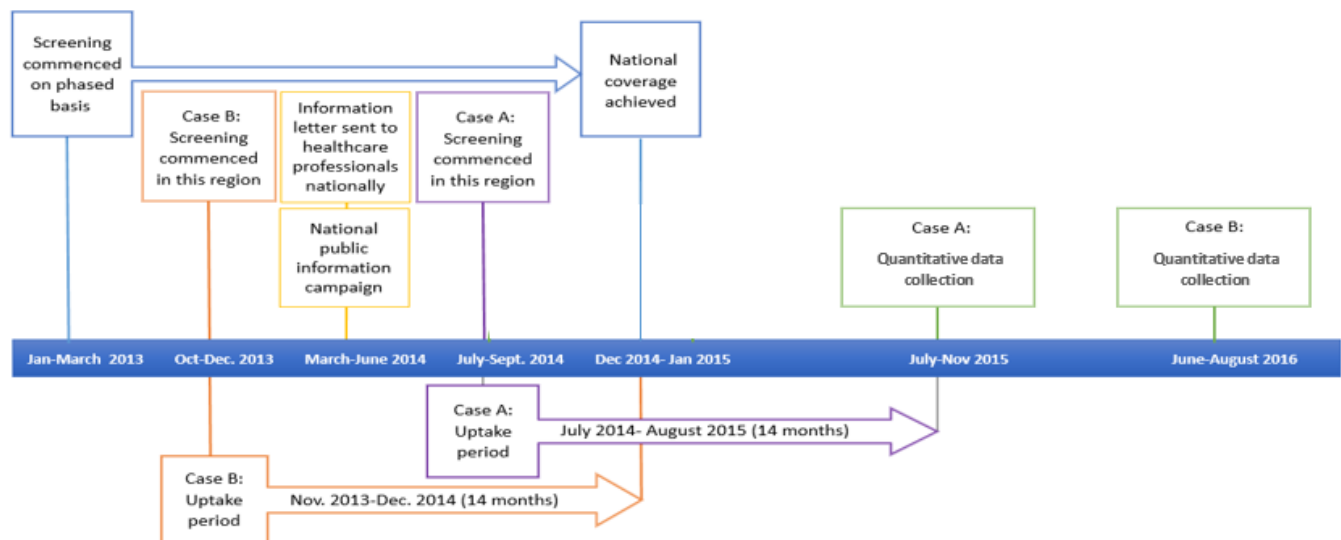 Screening
commenced
on phased
basis
National
coverage
achieved
Case B:
Screening
commenced
in this region
Information
letter sent to
healthcare
professionals
nationally
Case A:
Screening
commenced
in this region
National
public
information
campaign
Case A:
Quantitative data
collection
Case B:
Quantitative data
collection
Jan-March 2013
Oct-Dec. 2013
March-June 2014
July-Sept. 2014
Dec 2014- Jan 2015
July-Nov 2015
June-August 2016
Case A:
Uptake
period
July 2014- August 2015 (14 months)
Case B:
Uptake
period
Nov. 2013-Dec. 2014 (14 months)